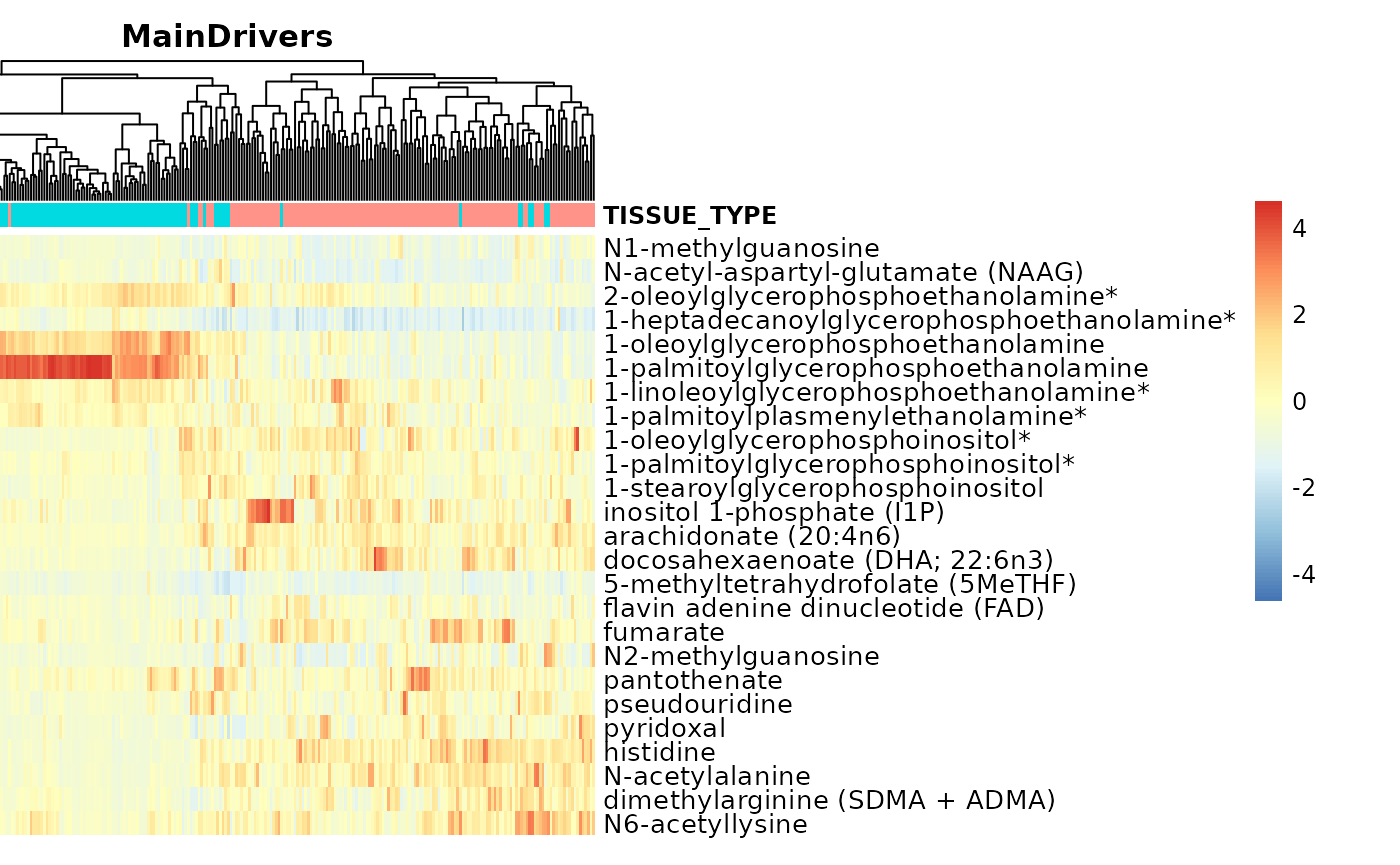 MainDrivers
TISSUE_TYPE
N1-methylguanosine
N-acetyl-aspartyl-glutamate (NAAG)
2-oleoylglycerophosphoethanolamine*
1-heptadecanoylglycerophosphoethanolamine*
1-oleoylglycerophosphoethanolamine
1-palmitoylglycerophosphoethanolamine
1-linoleoylglycerophosphoethanolamine*
1-palmitoylplasmenylethanolamine*
1-oleoylglycerophosphoinositol*
1-palmitoylglycerophosphoinositol*
1-stearoylglycerophosphoinositol
inositol 1-phosphate (I1P)
arachidonate (20:4n6)
docosahexaenoate (DHA; 22:6n3)
5-methyltetrahydrofolate (5MeTHF)
flavin adenine dinucleotide (FAD)
fumarate
N2-methylguanosine
pantothenate
pseudouridine
pyridoxal
histidine
N-acetylalanine
dimethylarginine (SDMA + ADMA)
N6-acetyllysine
4
2
0
-2
-4